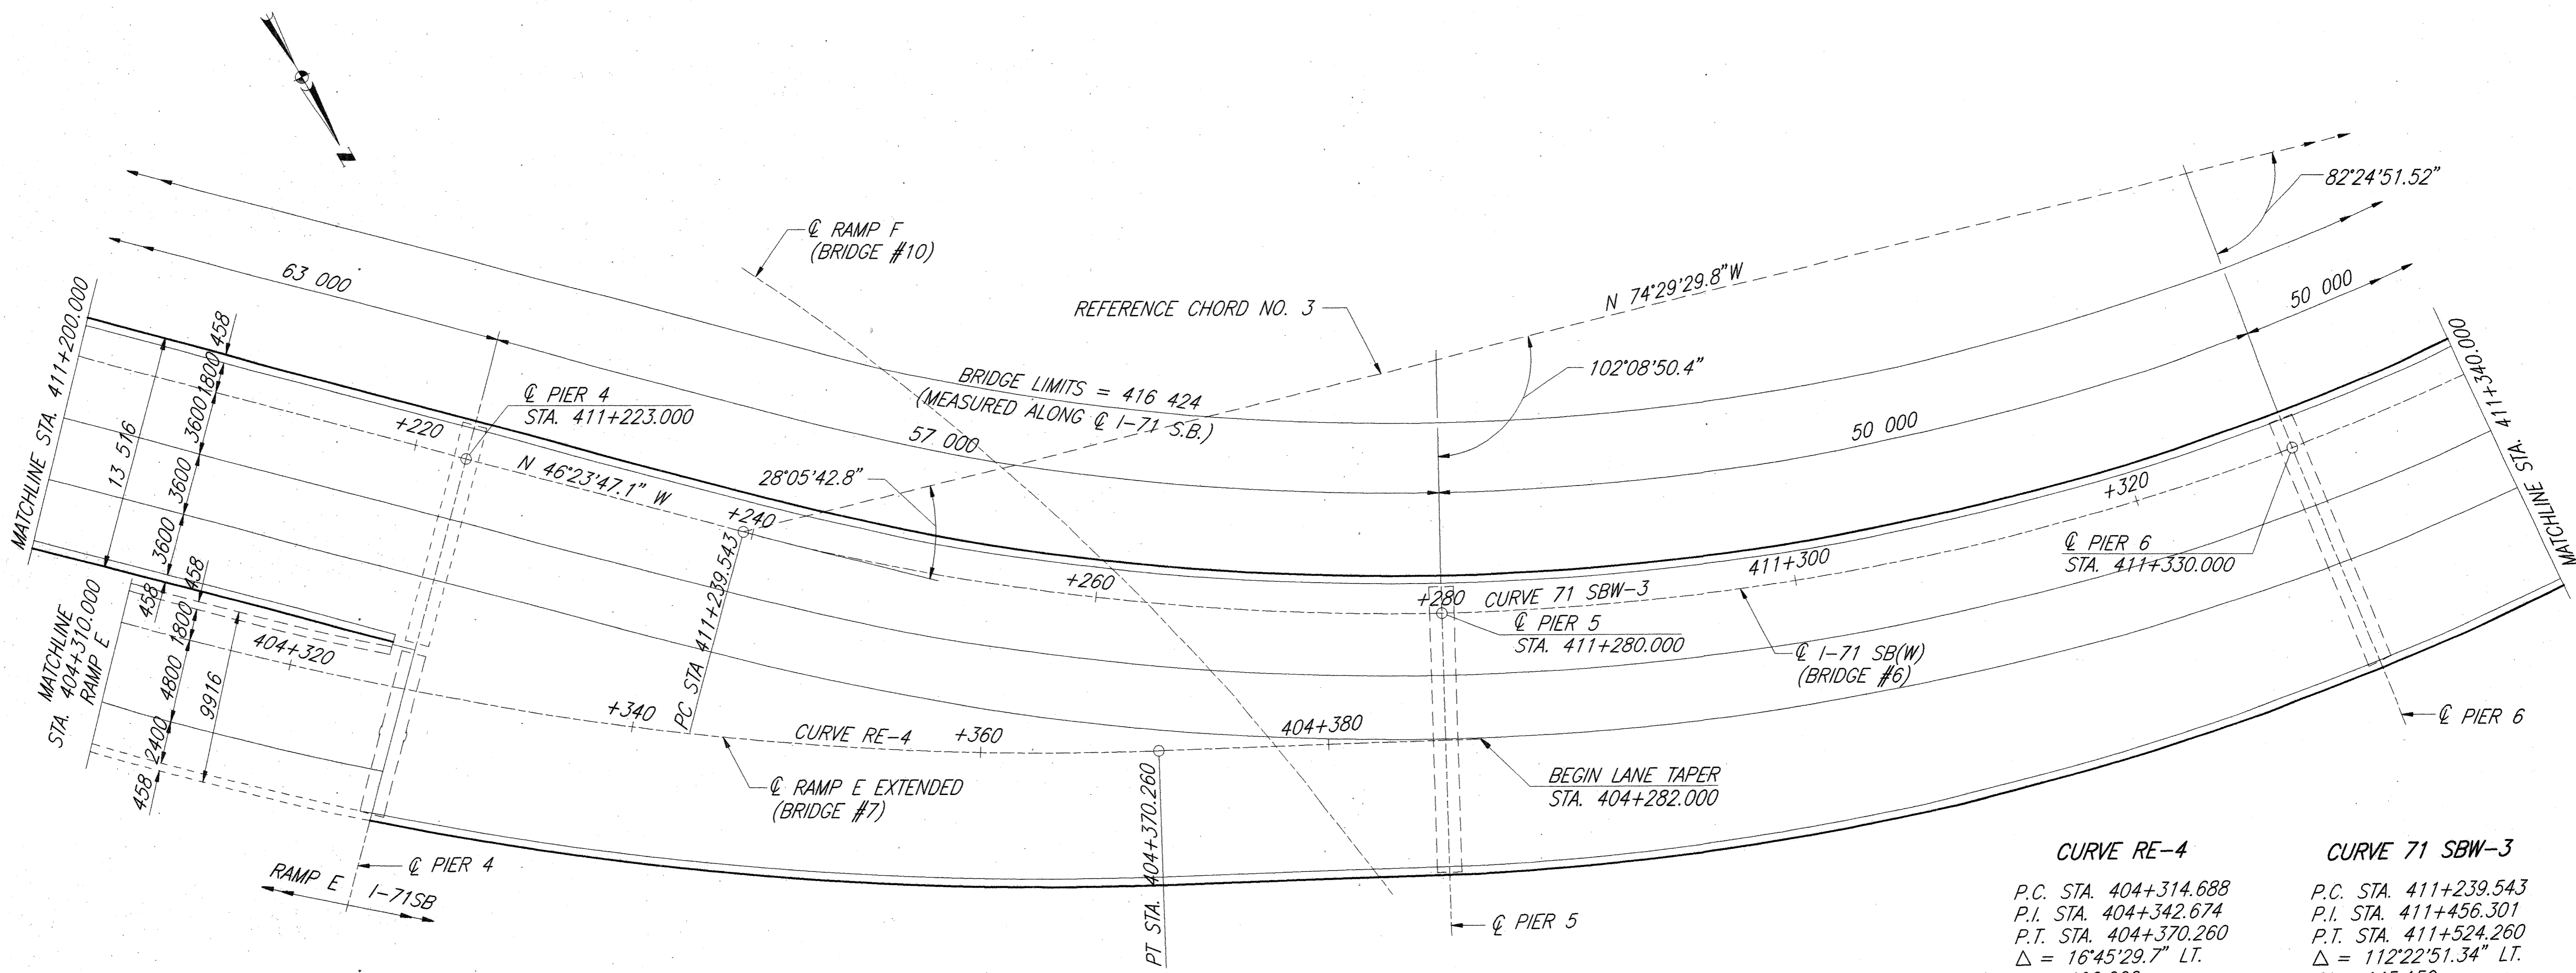 N
℄ RAMP F
(BRIDGE #10)
82°24'51.52"
63 000
REFERENCE CHORD NO. 3
N 74°29'29.8"W
50 000
MATCHLINE STA. 411+200.000
458
1800
3600
3600
3600
13 516
458
℄ PIER 4
STA. 411+223.000
+220
BRIDGE LIMITS = 416 424
(MEASURED ALONG ℄ I-71 S.B.)
102°08'50.4"
57 000
50 000
MATCHLINE STA. 411+340.000
N 46°23'47.1" W
28°05'42.8"
+240
PC STA 411+239.543
+260
+280
CURVE 71 SBW-3
411+300
+320
℄ PIER 6
STA. 411+330.000
℄ PIER 5
STA. 411+280.000
℄ I-71 SB(W)
(BRIDGE #6)
MATCHLINE
STA. 404+310.000
RAMP E
458
1800
4800
2400
458
9916
404+320
+340
CURVE RE-4
+360
404+380
℄ RAMP E EXTENDED
(BRIDGE #7)
PT STA. 404+370.260
BEGIN LANE TAPER
STA. 404+282.000
℄ PIER 6
℄ PIER 4
RAMP E
I-71SB
℄ PIER 5
CURVE RE-4
P.C. STA. 404+314.688
P.I. STA. 404+342.674
P.T. STA. 404+370.260
Δ = 16°45'29.7" LT.
CURVE 71 SBW-3
P.C. STA. 411+239.543
P.I. STA. 411+456.301
P.T. STA. 411+524.260
Δ = 112°22'51.34" LT.